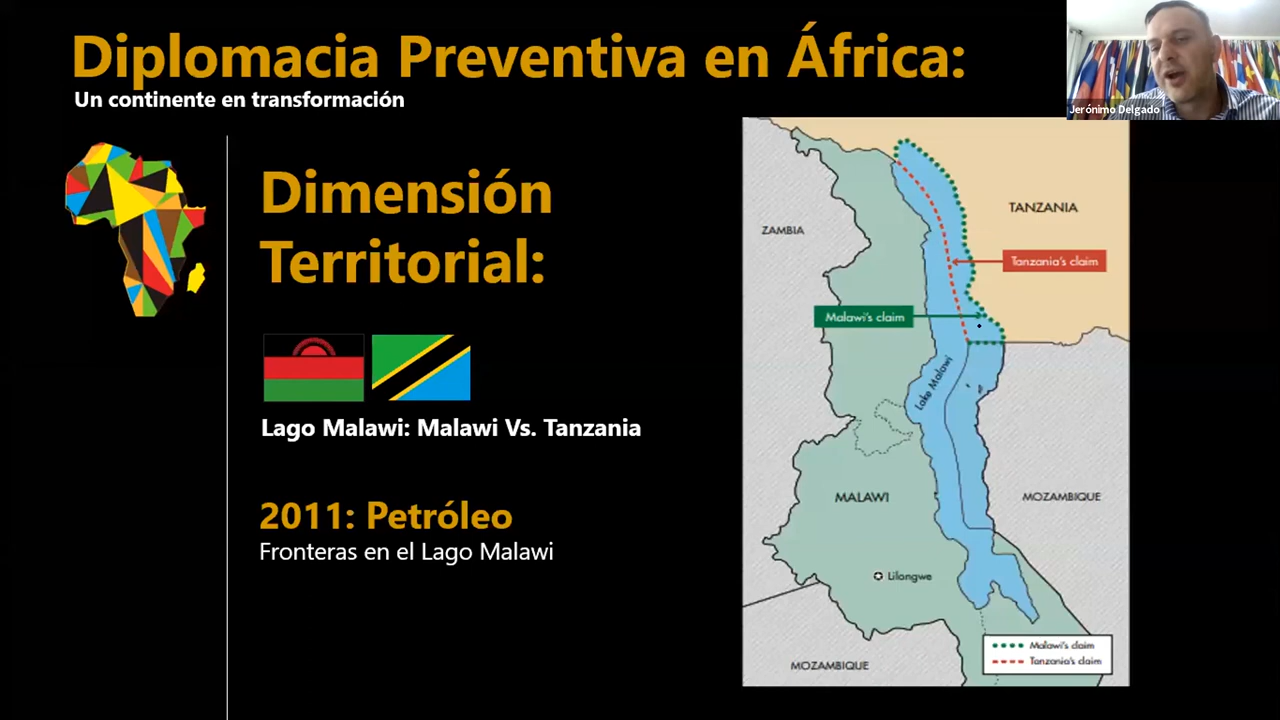 Diplomacia Preventiva en África:
Un continente en transformación
Jerónimo Delgado
Dimensión
Territorial:
Lago Malawi: Malawi Vs. Tanzania
2011: Petróleo
Fronteras en el Lago Malawi
TANZANIA
ZAMBIA
Tanzania's claim
Malawi's claim
Lake Malawi
MALAWI
MOZAMBIQUE
Lilongwe
Malawi's claim
Tanzania's claim
MOZAMBIQUE